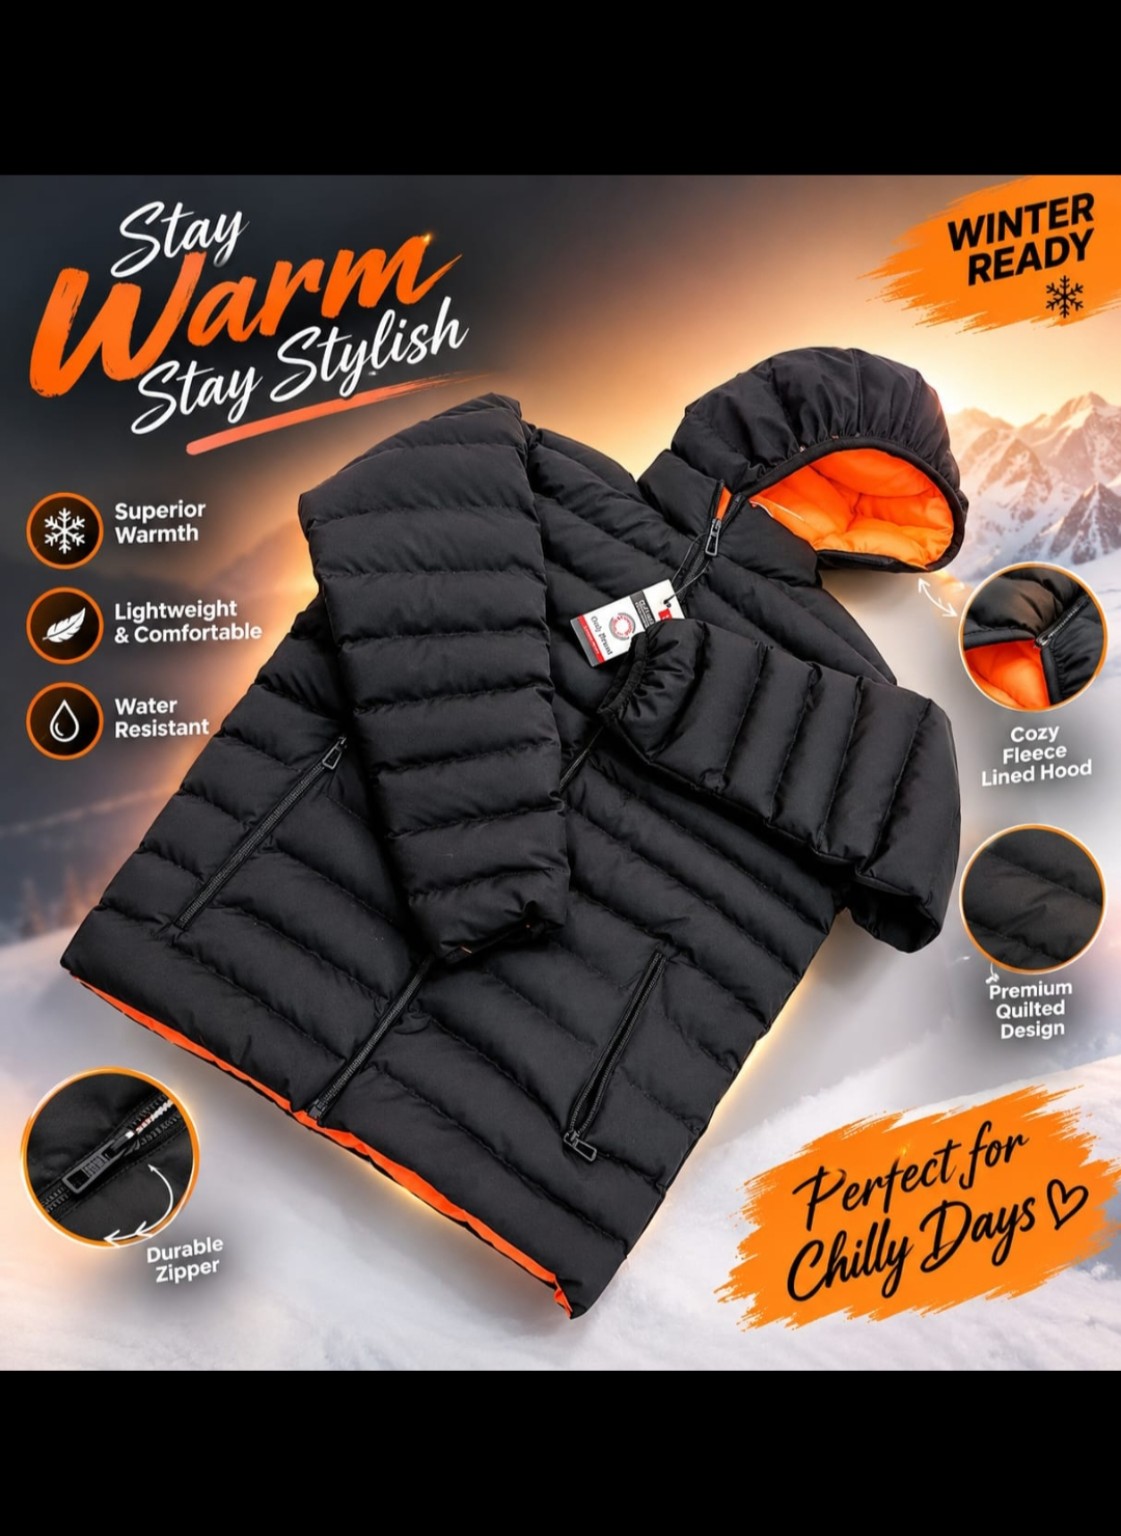 Stay
Warm
Stay Stylish
WINTER
READY
Superior
Warmth
Lightweight
& Comfortable
Water
Resistant
Cozy
Fleece
Lined Hood
Premium
Quilted
Design
Durable
Zipper
Perfect for
Chilly Days